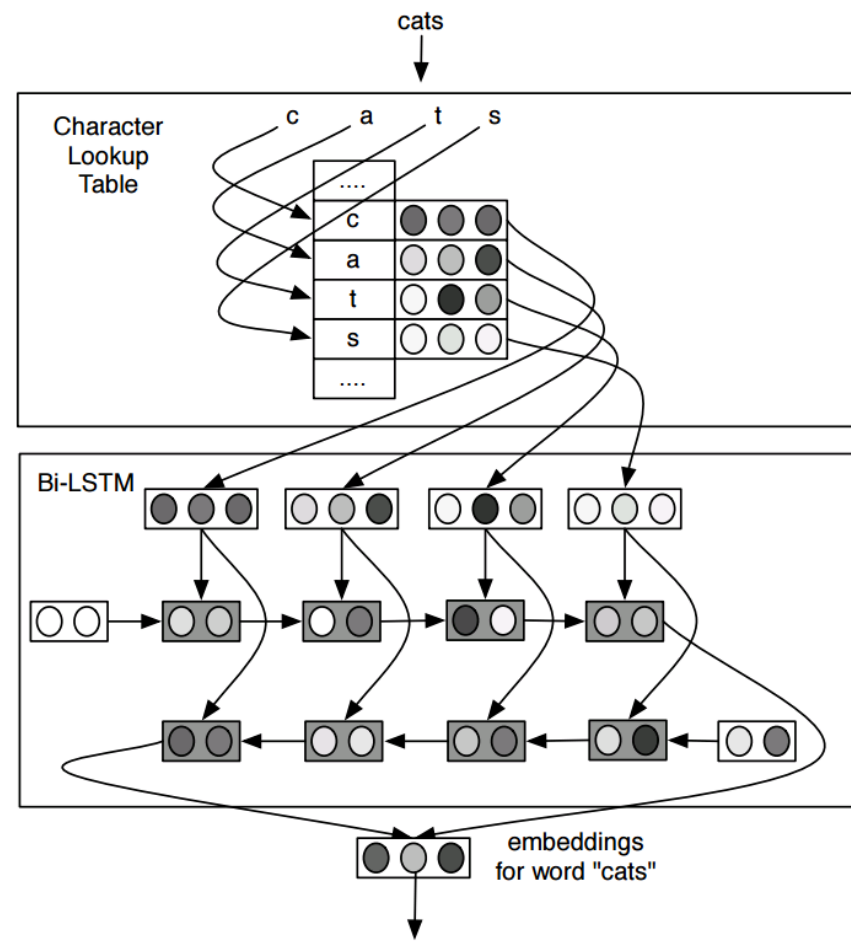 cats
Character
Lookup
Table
c a t s
....
c
a
t
s
....
Bi-LSTM
embeddings
for word "cats"